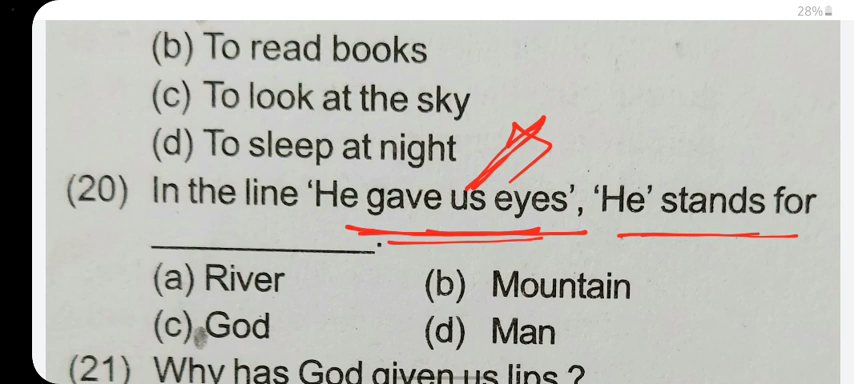 28%
(b) To read books
(c) To look at the sky
(d) To sleep at night
(20) In the line ‘He gave us eyes’, ‘He’ stands for
____________.
(a) River (b) Mountain
(c) God (d) Man
(21) Why has God given us lips ?